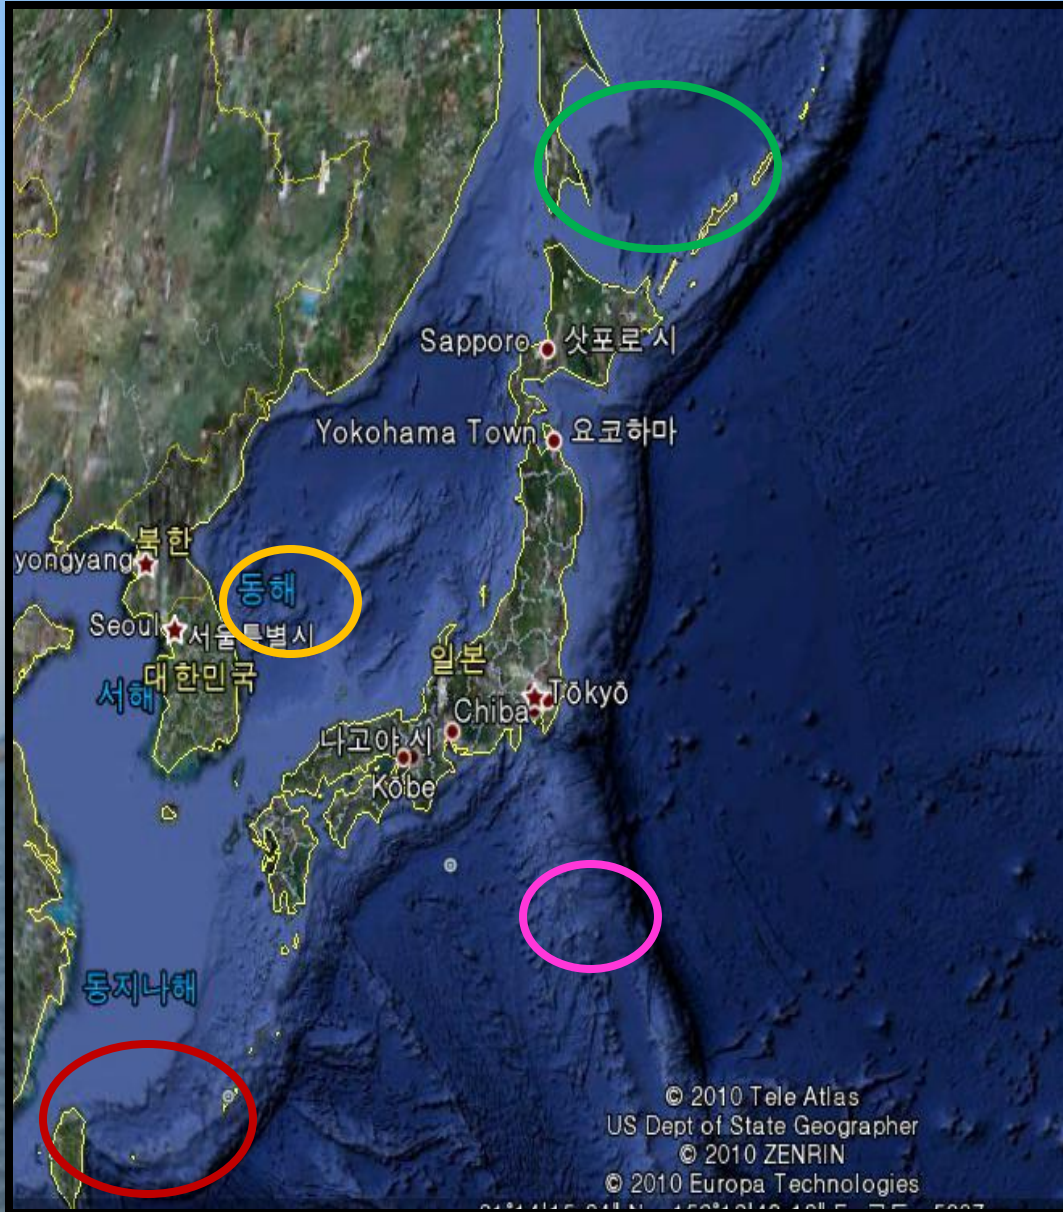 Sapporo 삿포로 시
Yokohama Town 요코하마
북한
yongyang
동해
Seoul 서울특별시
일본
대한민국
서해
Tōkyō
Chiba
나고야 시
Kōbe
동지나해
© 2010 Tele Atlas
US Dept of State Geographer
© 2010 ZENRIN
© 2010 Europa Technologies